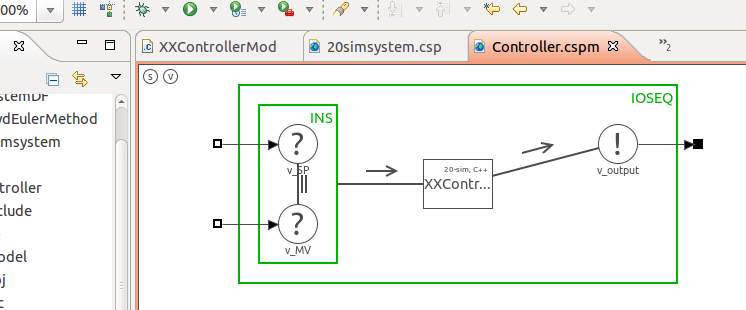 00%
XXControllerMod
20simsystem.csp
Controller.cspm
2
stemDF
wdEulerMethod
msystem
troller
clude
odel
oj
c
s
v
IOSEQ
INS
?
v_SP
20-sim, C++
XXContr...
!
v_output
?
v_MV